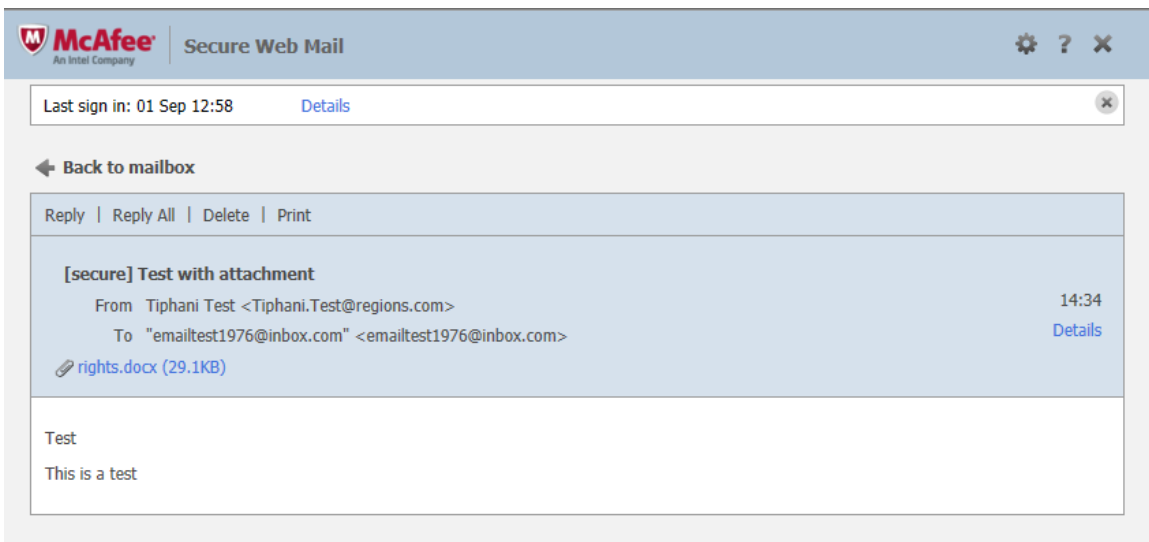 McAfee Secure Web Mail ? 
An Intel Company
Last sign in: 01 Sep 12:58 Details
Back to mailbox
Reply | Reply All | Delete | Print
[secure] Test with attachment
From Tiphani Test <Tiphani.Test@regions.com> 14:34
To "emailtest1976@inbox.com" <emailtest1976@inbox.com> Details
rights.docx (29.1KB)
Test
This is a test